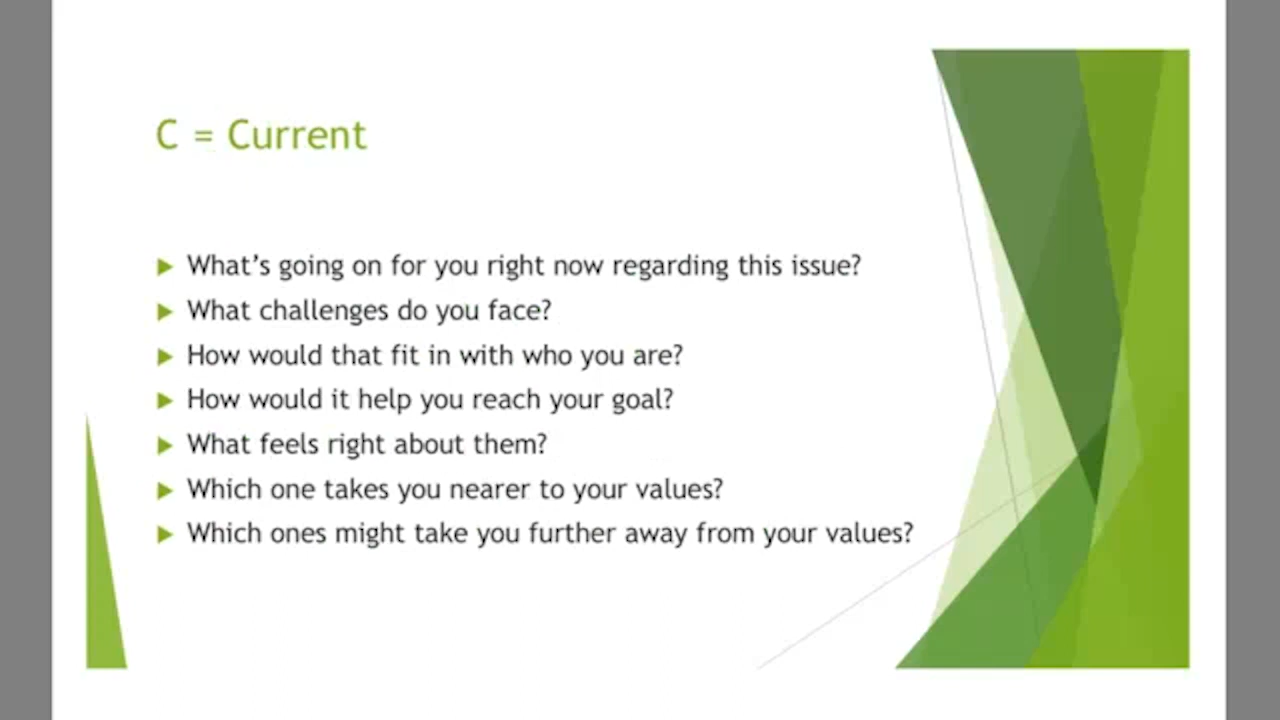 C = Current
What's going on for you right now regarding this issue?
What challenges do you face?
How would that fit in with who you are?
How would it help you reach your goal?
What feels right about them?
Which one takes you nearer to your values?
Which ones might take you further away from your values?